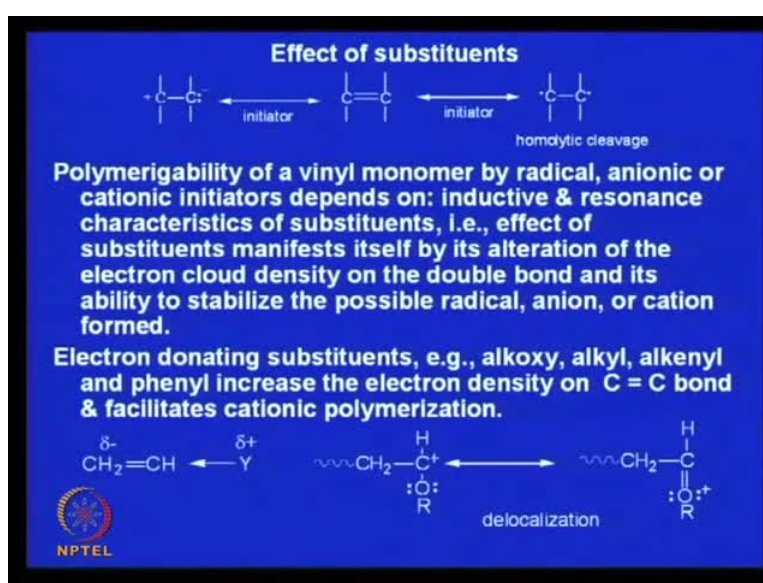 Effect of substituents
+C—C:⁻ ⟷ C=C ⟷ ·C—C·
initiator initiator
homolytic cleavage
Polymerigability of a vinyl monomer by radical, anionic or
cationic initiators depends on: inductive & resonance
characteristics of substituents, i.e., effect of
substituents manifests itself by its alteration of the
electron cloud density on the double bond and its
ability to stabilize the possible radical, anion, or cation
formed.
Electron donating substituents, e.g., alkoxy, alkyl, alkenyl
and phenyl increase the electron density on C = C bond
& facilitates cationic polymerization.
δ- δ+ H H
CH₂=CH ← Y CH₂—C⁺ ⟷ CH₂—C
:O: :O:⁺
R R
delocalization
NPTEL